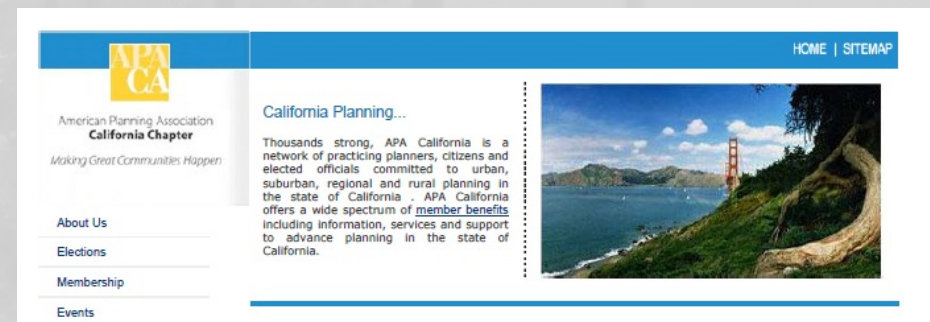 HOME | SITEMAP
APA
CA
American Planning Association
California Chapter
Making Great Communities Happen
About Us
Elections
Membership
Events
California Planning...
Thousands strong, APA California is a
network of practicing planners, citizens and
elected officials committed to urban,
suburban, regional and rural planning in
the state of California . APA California
offers a wide spectrum of member benefits
including information, services and support
to advance planning in the state of
California.